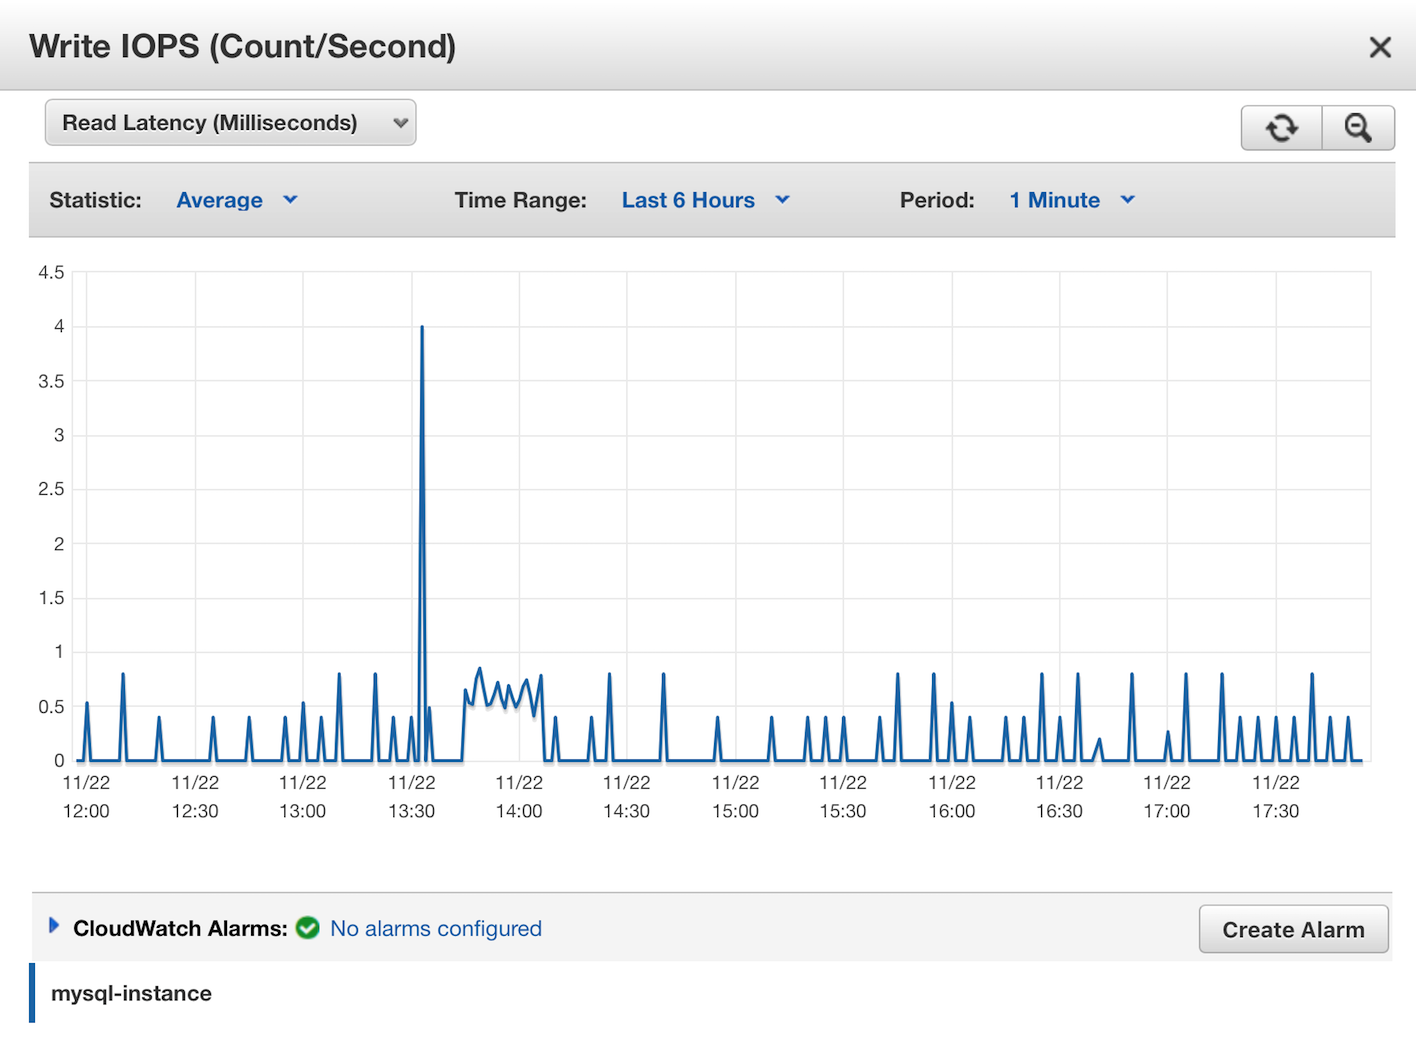 Write IOPS (Count/Second)
Read Latency (Milliseconds)
Statistic: Average Time Range: Last 6 Hours Period: 1 Minute
4.5
4
3.5
3
2.5
2
1.5
1
0.5
0
11/22 11/22 11/22 11/22 11/22 11/22 11/22 11/22 11/22 11/22 11/22 11/22
12:00 12:30 13:00 13:30 14:00 14:30 15:00 15:30 16:00 16:30 17:00 17:30
CloudWatch Alarms: No alarms configured Create Alarm
mysql-instance